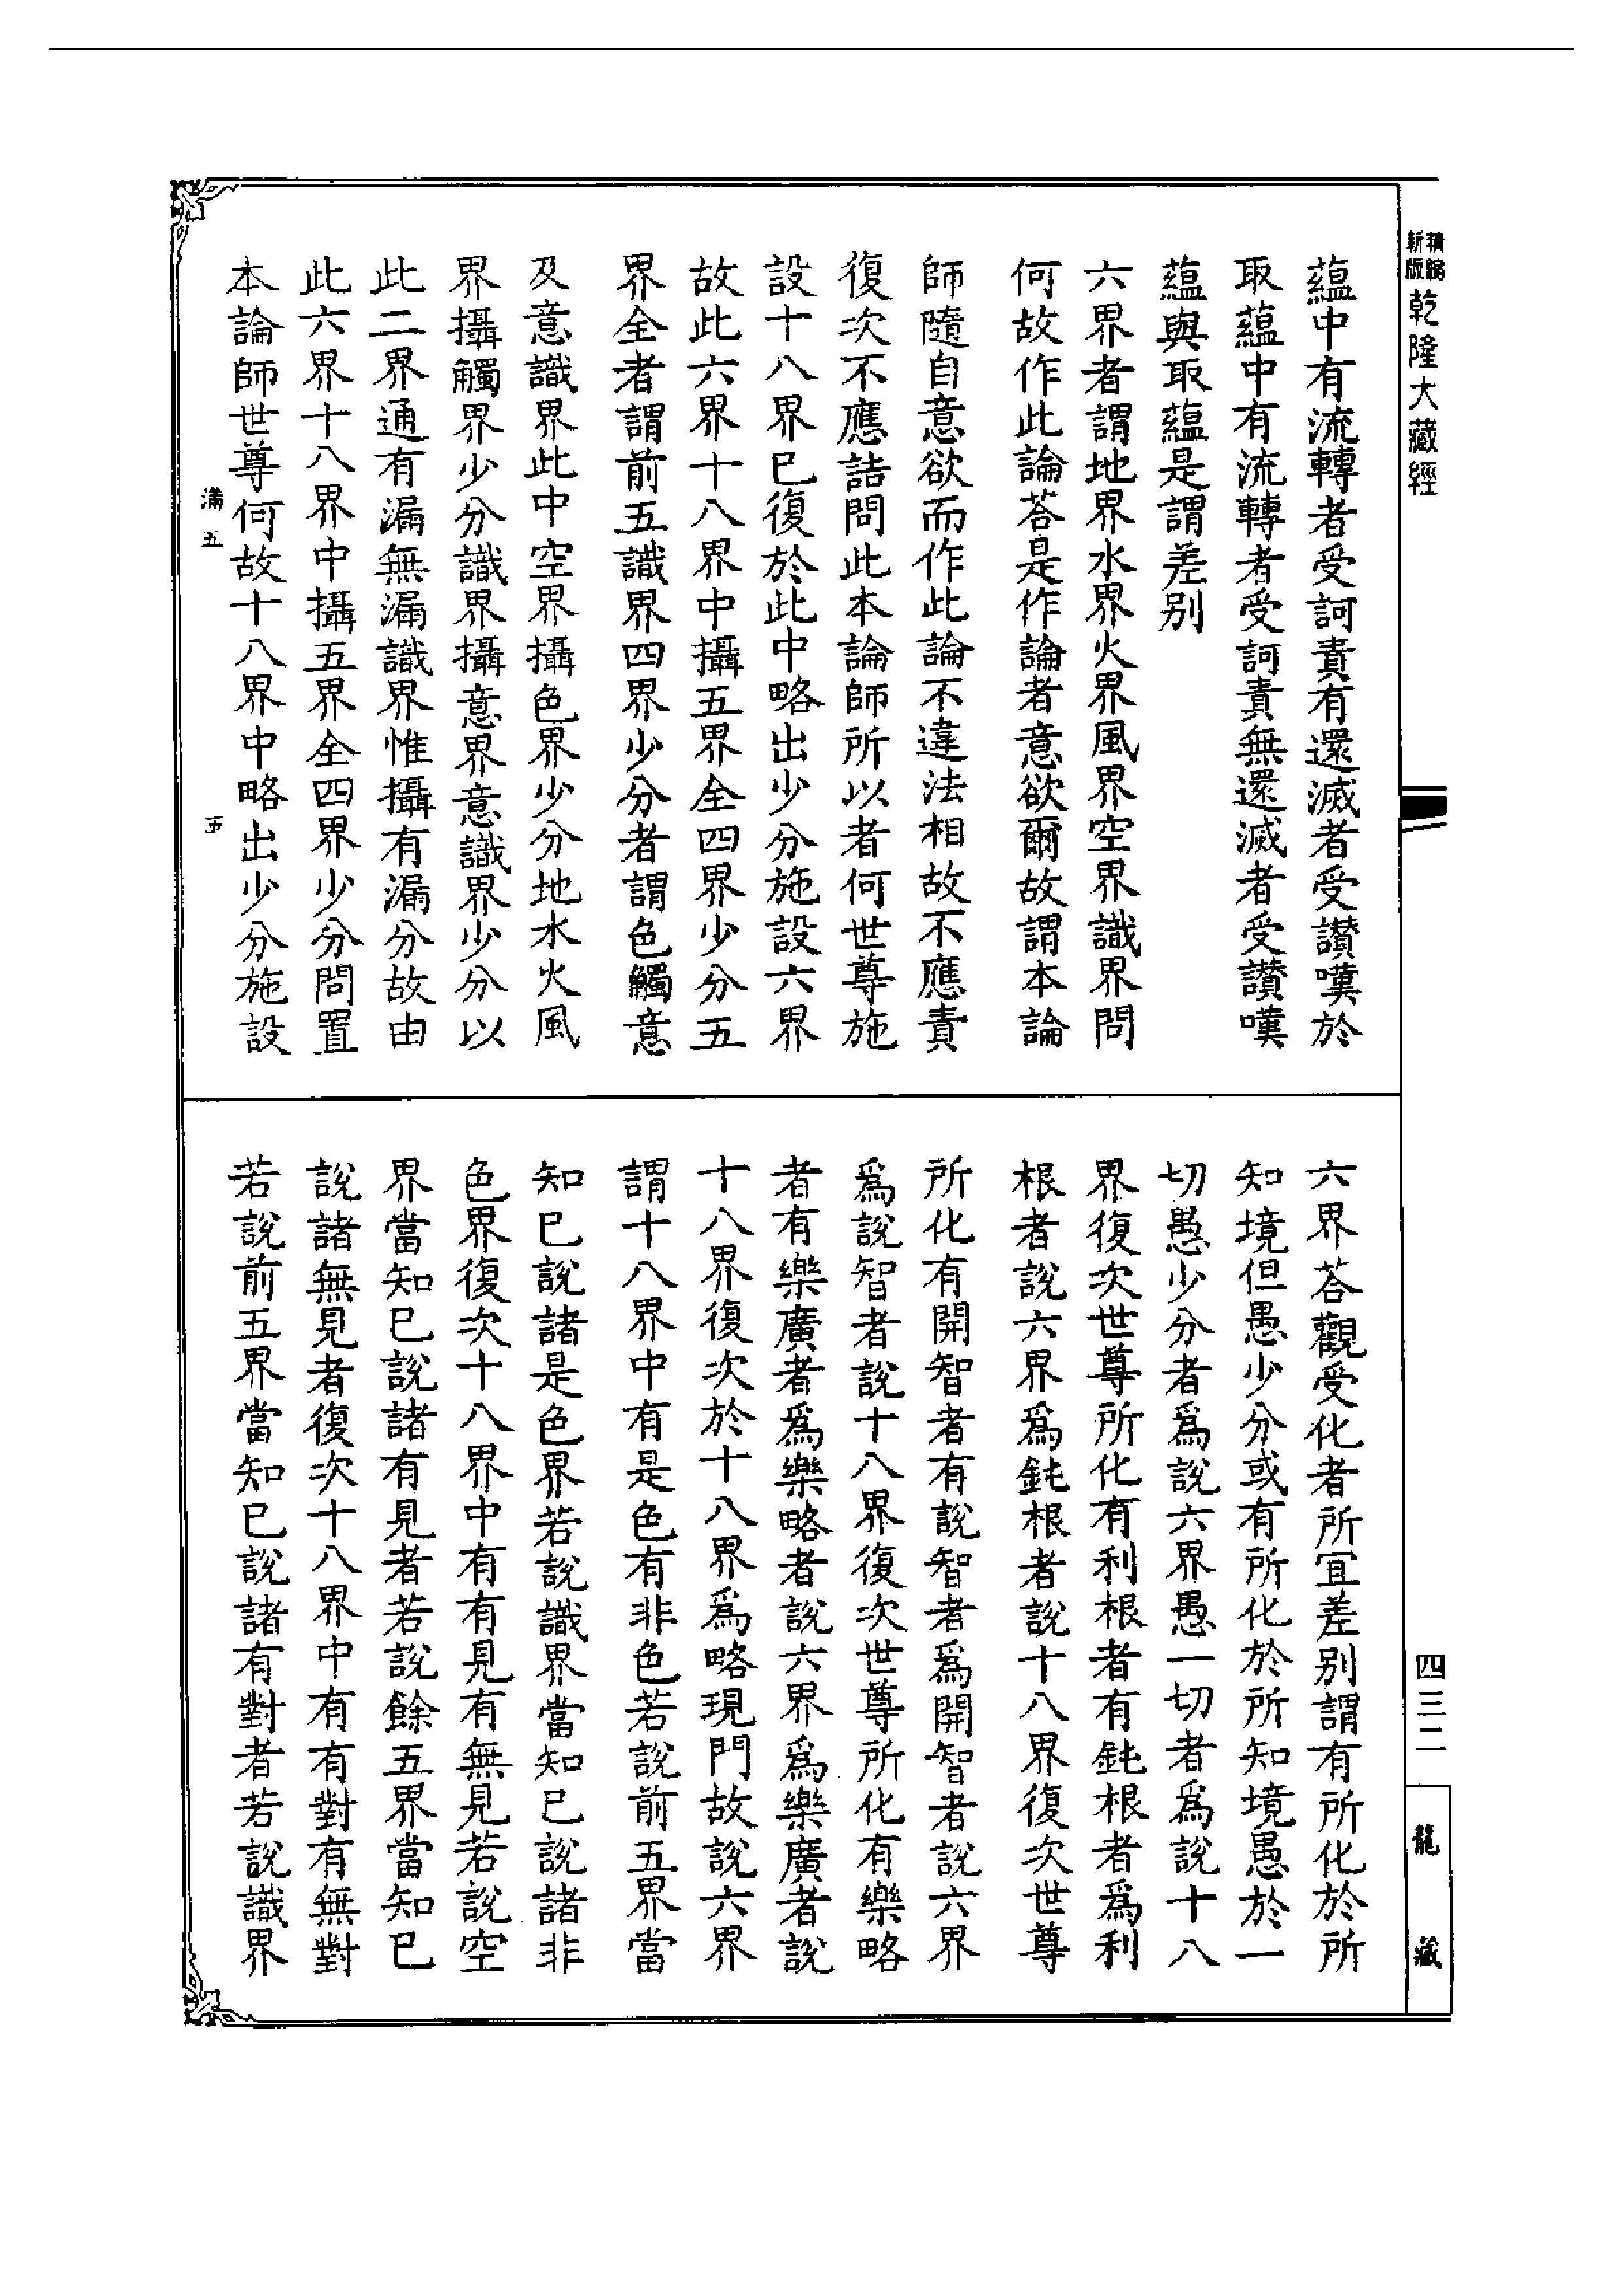 新版精編乾隆大藏經
蘊中有流轉者受訶責有還滅者受讚嘆於
取蘊中有流轉者受訶責無還滅者受讚嘆
蘊與取蘊是謂差別
六界者謂地界水界火界風界空界識界問
何故作此論荅是作論者意欲爾故謂本論
師隨自意欲而作此論不違法相故不應責
復次不應詰問此本論師所以者何世尊施
設十八界已復於此中略出少分施設六界
故此六界十八界中攝五界全四界少分五
界全者謂前五識界四界少分者謂色觸意
及意識界此中空界攝色界少分地水火風
界攝觸界少分識界攝意界意識界少分以
此二界通有漏無漏識界惟攝有漏分故由
此六界十八界中攝五界全四界少分問置
本論師世尊何故十八界中略出少分施設
滿五
六界荅觀受化者所宜差別謂有所化於所
知境但愚少分或有所化於所知境愚於一
切愚少分者爲說六界愚一切者爲說十八
界復次世尊所化有利根者有鈍根者爲利
根者說六界爲鈍根者說十八界復次世尊
所化有開智者有說智者爲開智者說六界
爲說智者說十八界復次世尊所化有樂略
者有樂廣者爲樂略者說六界爲樂廣者說
十八界復次於十八界爲略現門故說六界
謂十八界中有是色有非色若說前五界當
知已說諸是色界若說識界當知已說諸非
色界復次十八界中有有見有無見若說空
界當知已說諸有見者若說餘五界當知已
說諸無見者復次十八界中有有對有無對
若說前五界當知已說諸有對者若說識界
四三二
龍藏